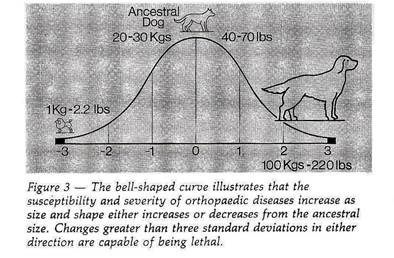 Ancestral
Dog
20-30 Kgs 40-70 lbs
1Kg-2.2 lbs
-3 -2 -1 0 1 2 3
100 Kgs-220 lbs
Figure 3 — The bell-shaped curve illustrates that the
susceptibility and severity of orthopaedic diseases increase as
size and shape either increases or decreases from the ancestral
size. Changes greater than three standard deviations in either
direction are capable of being lethal.